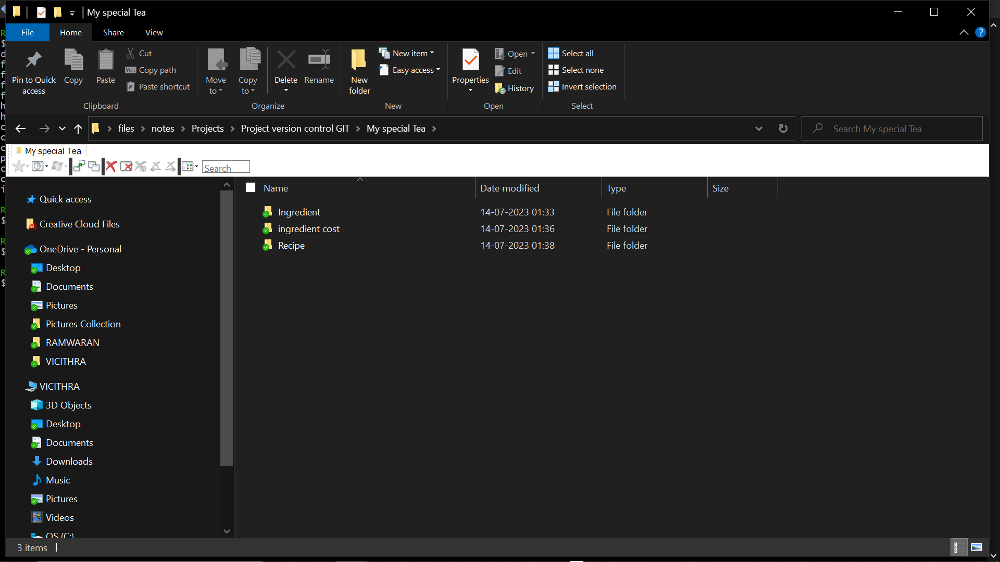 My special Tea
File Home Share View
Pin to Quick access
Copy
Paste
Cut
Copy path
Paste shortcut
Clipboard
Move to
Copy to
Delete
Rename
Organize
New folder
New item
Easy access
New
Properties
Open
Edit
History
Open
Select all
Select none
Invert selection
Select
files notes Projects Project version control GIT My special Tea
Search My special Tea
My special Tea
Search
Name Date modified Type Size
Ingredient 14-07-2023 01:33 File folder
ingredient cost 14-07-2023 01:36 File folder
Recipe 14-07-2023 01:38 File folder
Quick access
Creative Cloud Files
OneDrive - Personal
Desktop
Documents
Pictures
Pictures Collection
RAMWARAN
VICITHRA
VICITHRA
3D Objects
Desktop
Documents
Downloads
Music
Pictures
Videos
OS (C:)
3 items